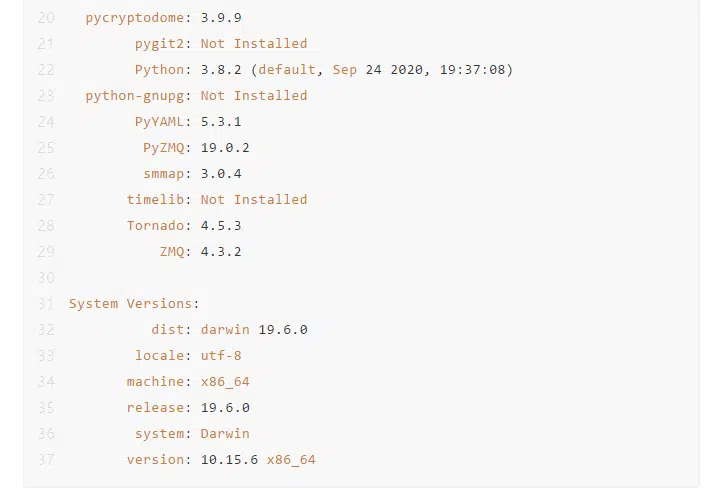 20 pycryptodome: 3.9.9
21 pygit2: Not Installed
22 Python: 3.8.2 (default, Sep 24 2020, 19:37:08)
23 python-gnupg: Not Installed
24 PyYAML: 5.3.1
25 PyZMQ: 19.0.2
26 smmap: 3.0.4
27 timelib: Not Installed
28 Tornado: 4.5.3
29 ZMQ: 4.3.2
30
31 System Versions:
32 dist: darwin 19.6.0
33 locale: utf-8
34 machine: x86_64
35 release: 19.6.0
36 system: Darwin
37 version: 10.15.6 x86_64